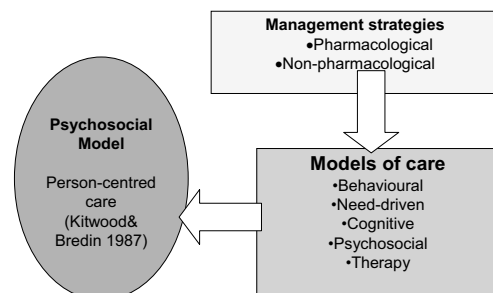 Management strategies
•Pharmacological
•Non-pharmacological
Psychosocial
Model
Person-centred
care
(Kitwood&
Bredin 1987)
Models of care
•Behavioural
•Need-driven
•Cognitive
•Psychosocial
•Therapy